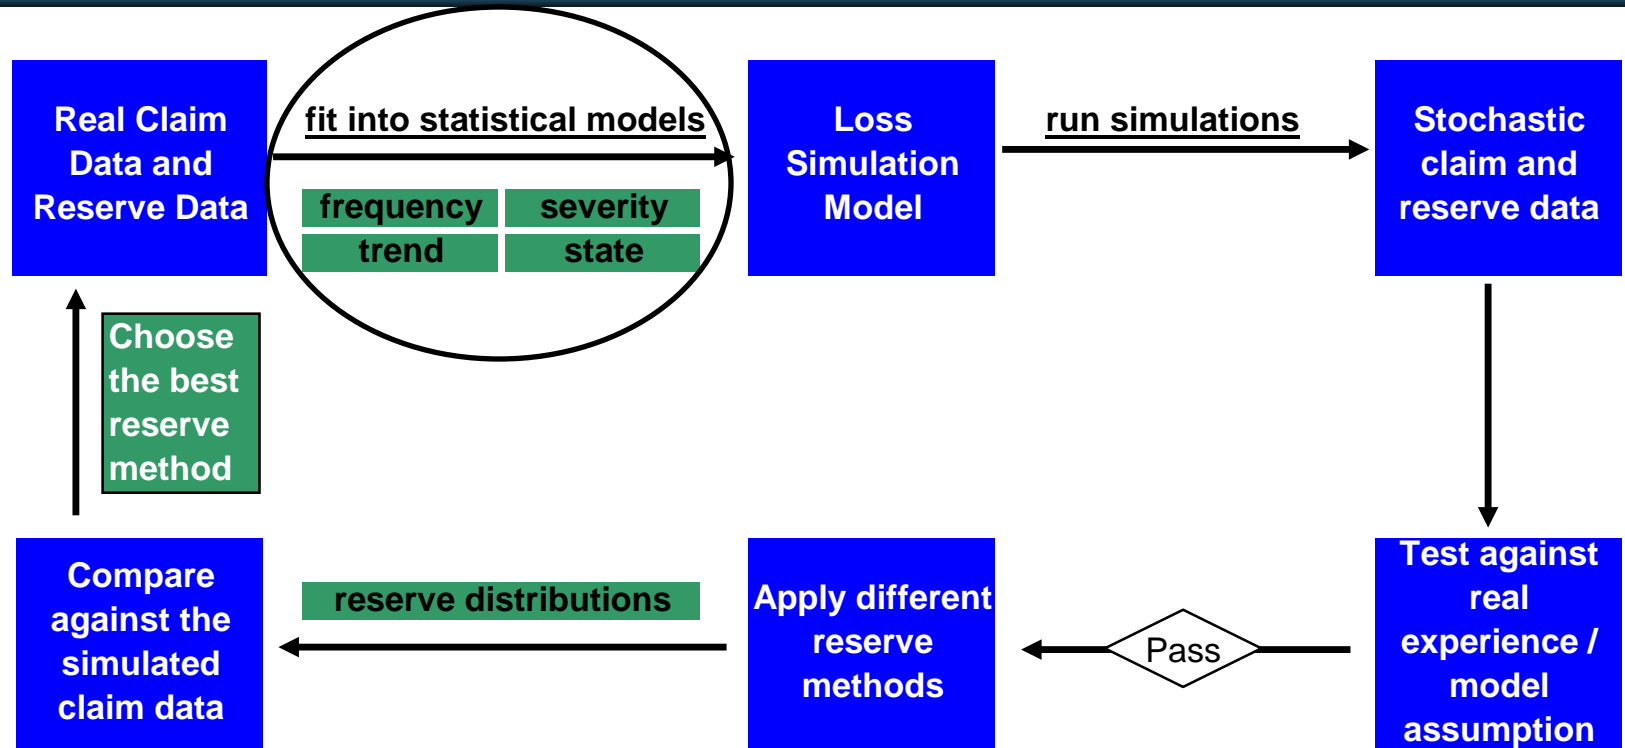 Real Claim
Data and
Reserve Data
fit into statistical models
frequency
severity
trend
state
Loss
Simulation
Model
run simulations
Stochastic
claim and
reserve data
Choose
the best
reserve
method
Compare
against the
simulated
claim data
reserve distributions
Apply different
reserve
methods
Pass
Test against
real
experience /
model
assumption